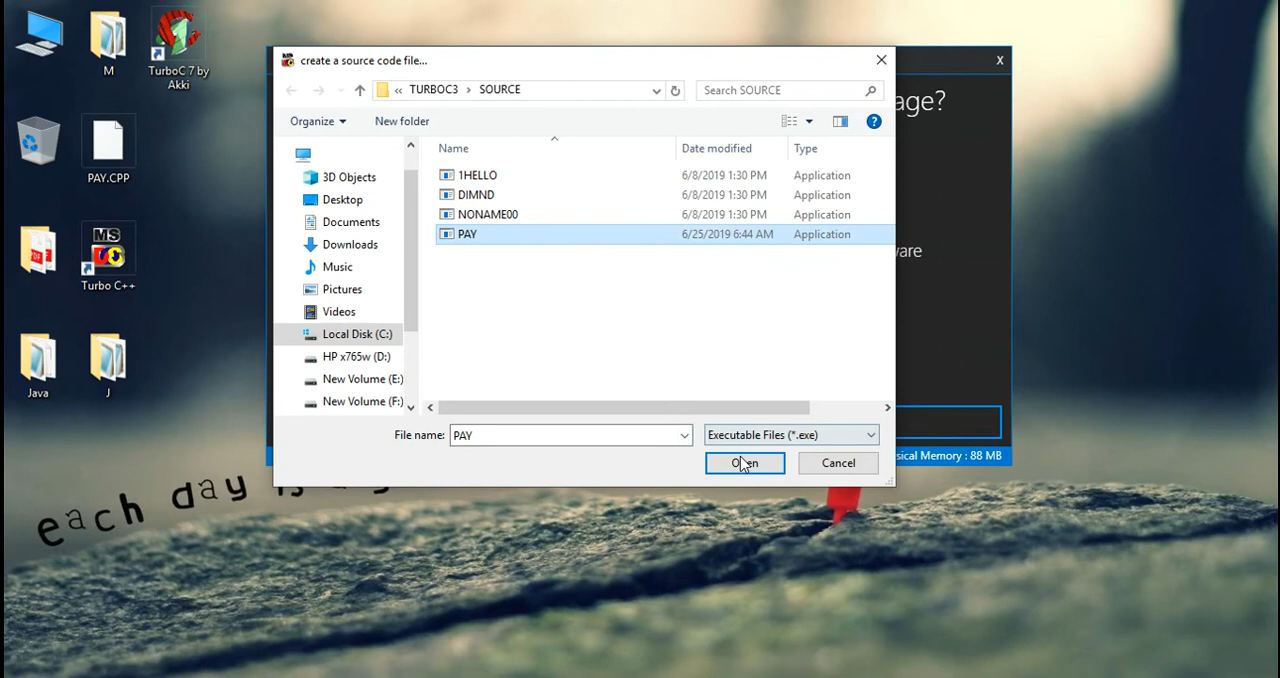 M
TurboC 7 by
Akki
PAY.CPP
MS
Turbo C++
Java
J
create a source code file...
X
age?
« TURBOC3 › SOURCE
Search SOURCE
Organize
New folder
?
Name
Date modified
Type
3D Objects
Desktop
Documents
Downloads
Music
Pictures
Videos
Local Disk (C:)
HP x765w (D:)
New Volume (E:)
New Volume (F:)
1HELLO 6/8/2019 1:30 PM Application
DIMND 6/8/2019 1:30 PM Application
NONAME00 6/8/2019 1:30 PM Application
PAY 6/25/2019 6:44 AM Application
ware
File name: PAY
Executable Files (*.exe)
Open
Cancel
sical Memory : 88 MB
each day is a